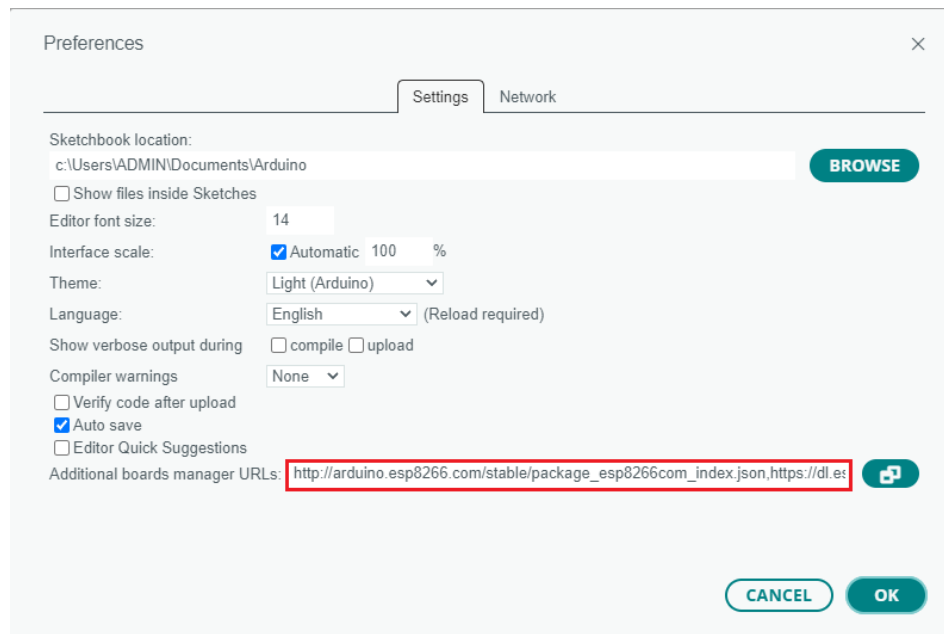 Preferences
Settings Network
Sketchbook location:
c:\Users\ADMIN\Documents\Arduino BROWSE
Show files inside Sketches
Editor font size: 14
Interface scale: Automatic 100 %
Theme: Light (Arduino)
Language: English (Reload required)
Show verbose output during compile upload
Compiler warnings None
Verify code after upload
Auto save
Editor Quick Suggestions
Additional boards manager URLs: http://arduino.esp8266.com/stable/package_esp8266com_index.json,https://dl.es
CANCEL OK